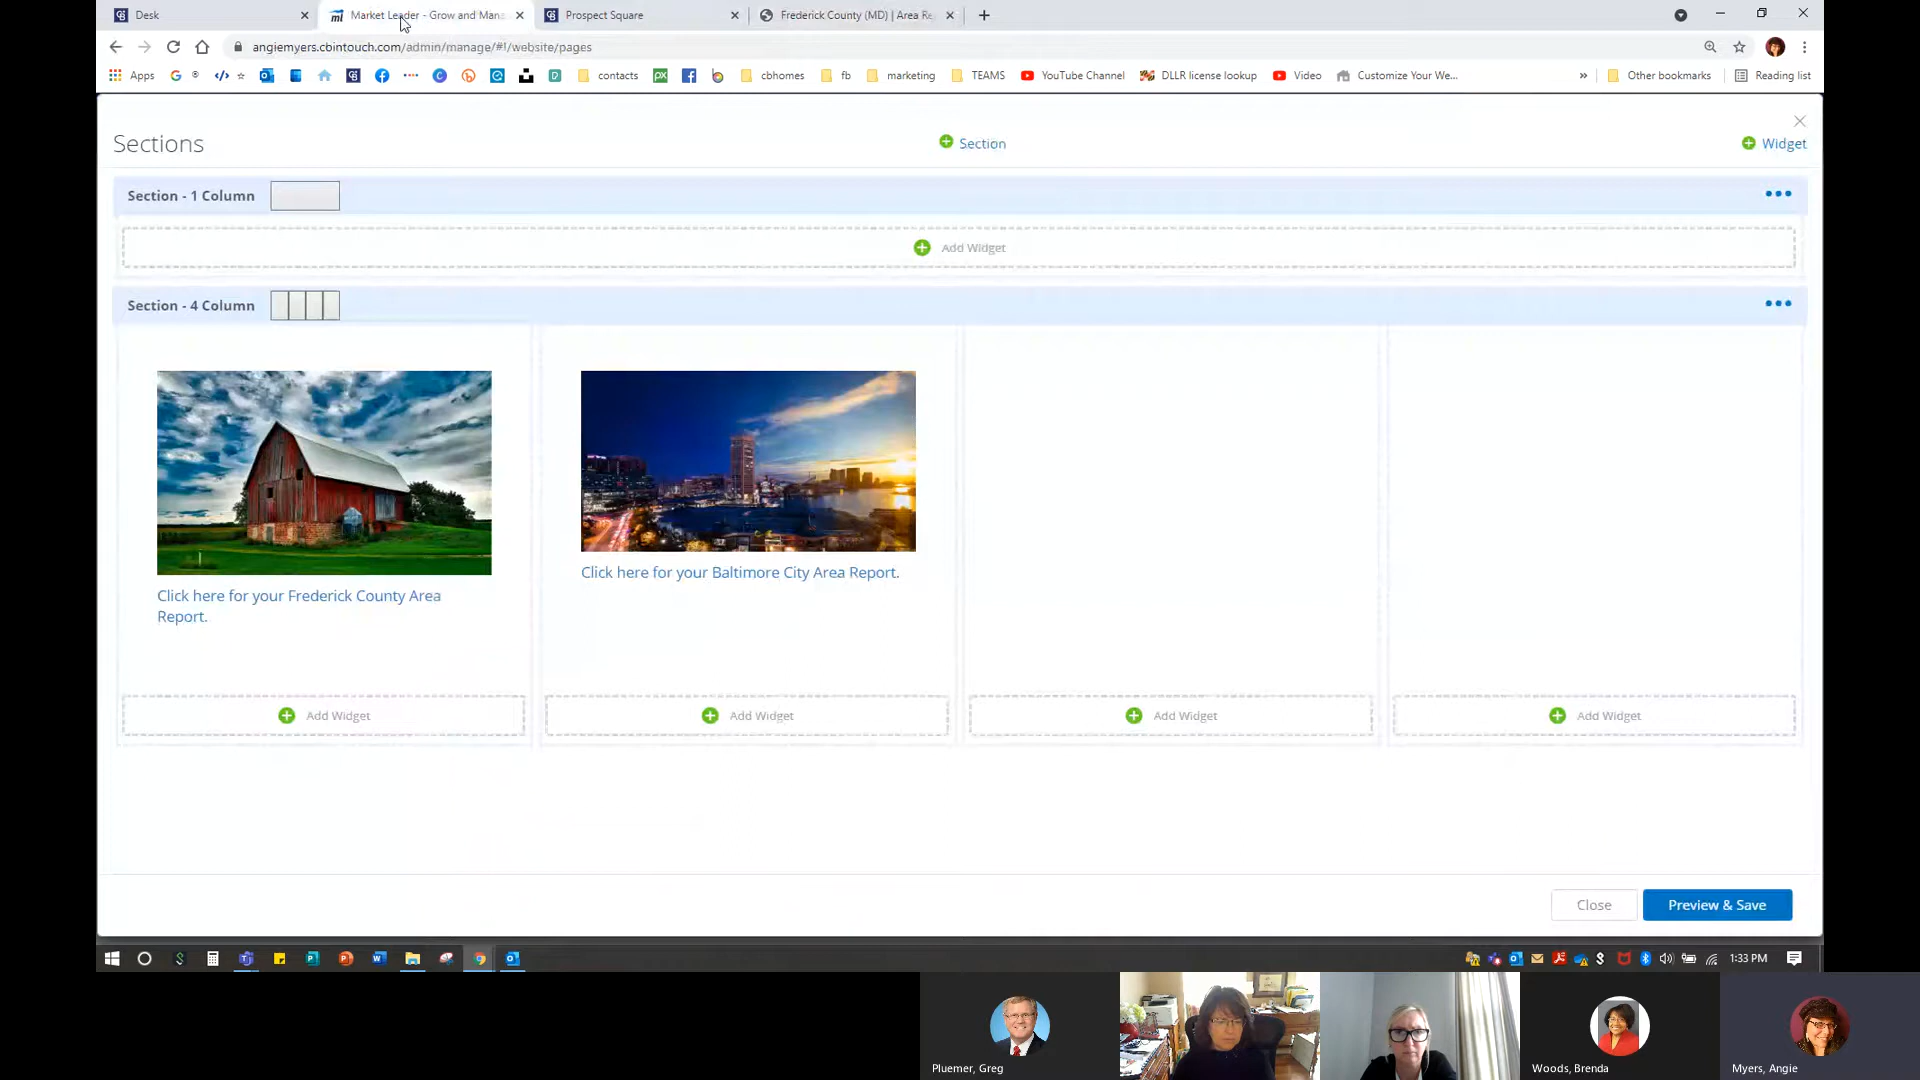 Desk
Market Leader - Grow and Mana
Prospect Square
Frederick County (MD) | Area Re
angiemyers.cbintouch.com/admin/manage/#!/website/pages
Apps
contacts
cbhomes
fb
marketing
TEAMS
YouTube Channel
DLLR license lookup
Video
Customize Your We...
Other bookmarks
Reading list
Sections
Section
Widget
Section - 1 Column
Add Widget
Section - 4 Column
Click here for your Frederick County Area
Report.
Click here for your Baltimore City Area Report.
Add Widget
Add Widget
Add Widget
Add Widget
Close
Preview & Save
1:33 PM
Pluemer, Greg
Woods, Brenda
Myers, Angie